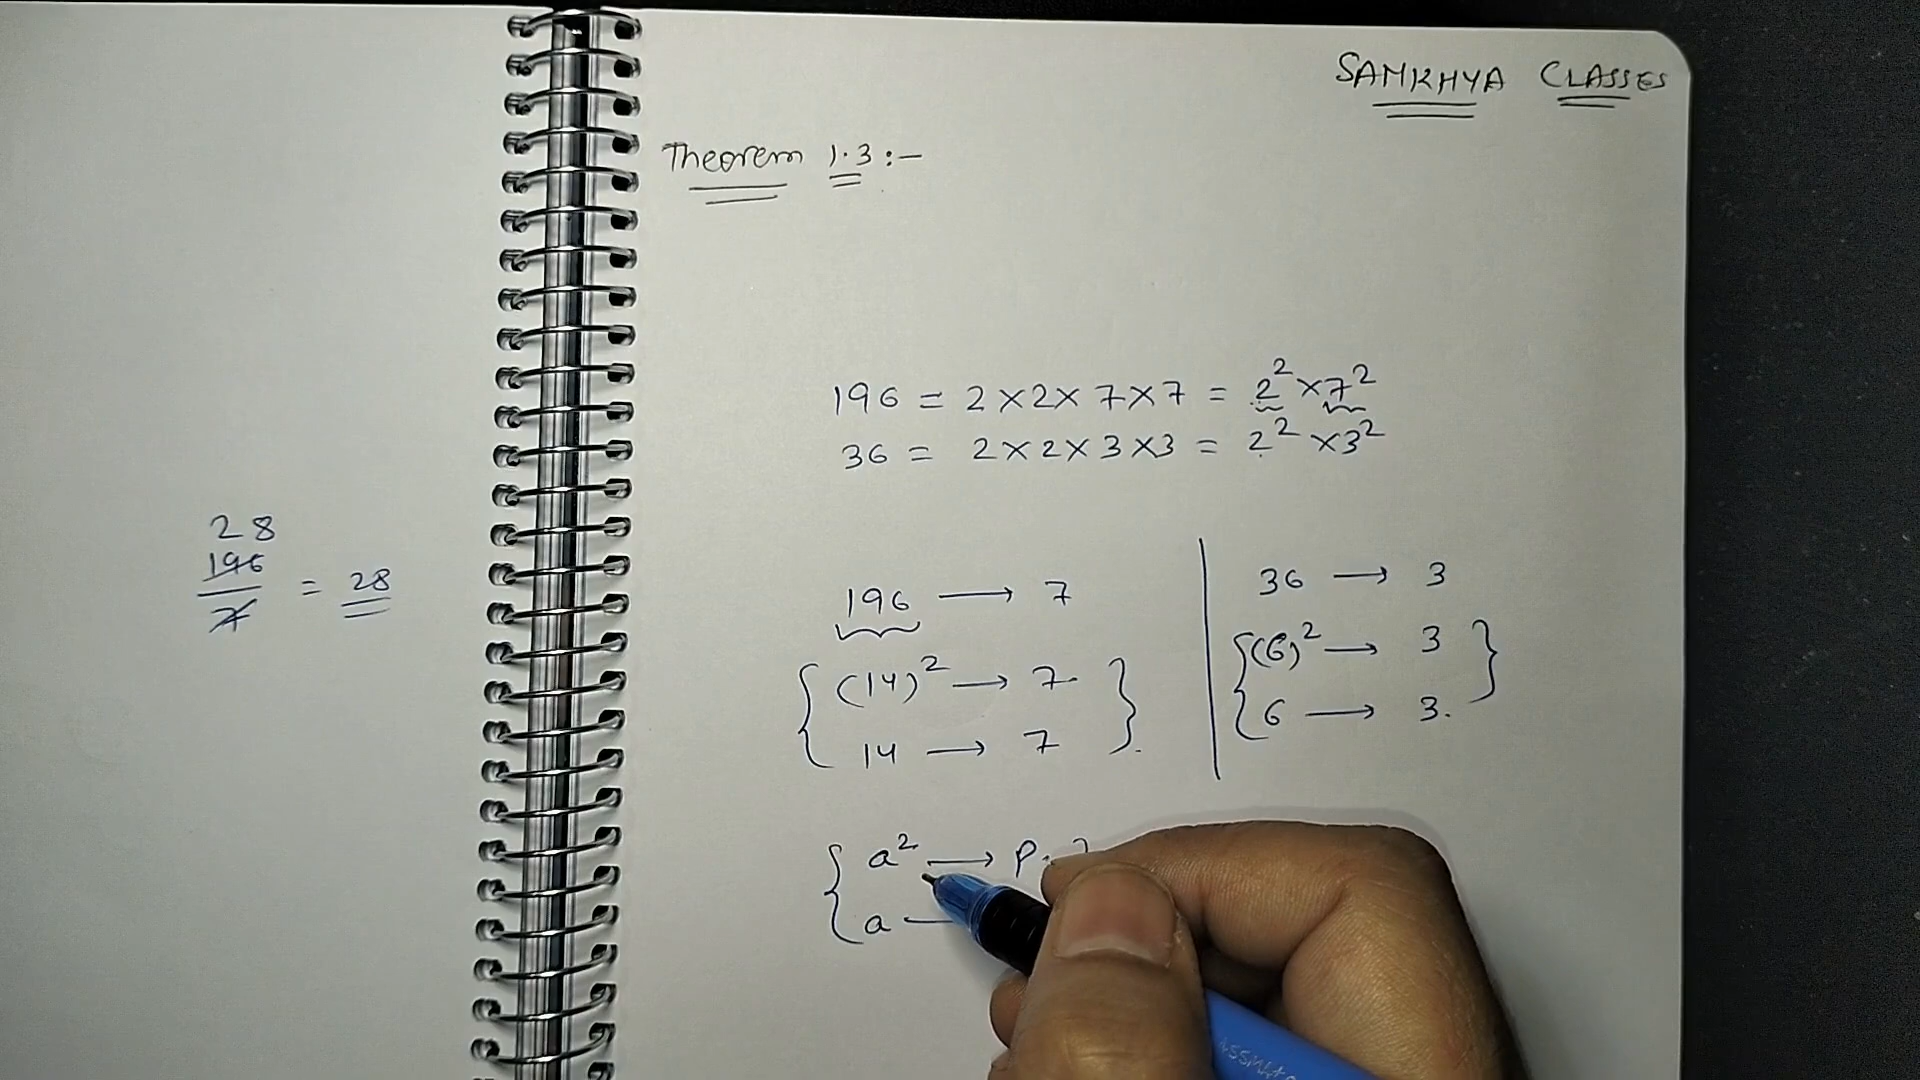 SAMKHYA CLASSES
Theorem 1.3:-
196 = 2×2×7×7 = 2²×7²
36 = 2×2×3×3 = 2²×3²
28
196
7
= 28
196 → 7
(14)² → 7.
14 → 7
36 → 3
(6)² → 3
6 → 3.
a² → P.
a —